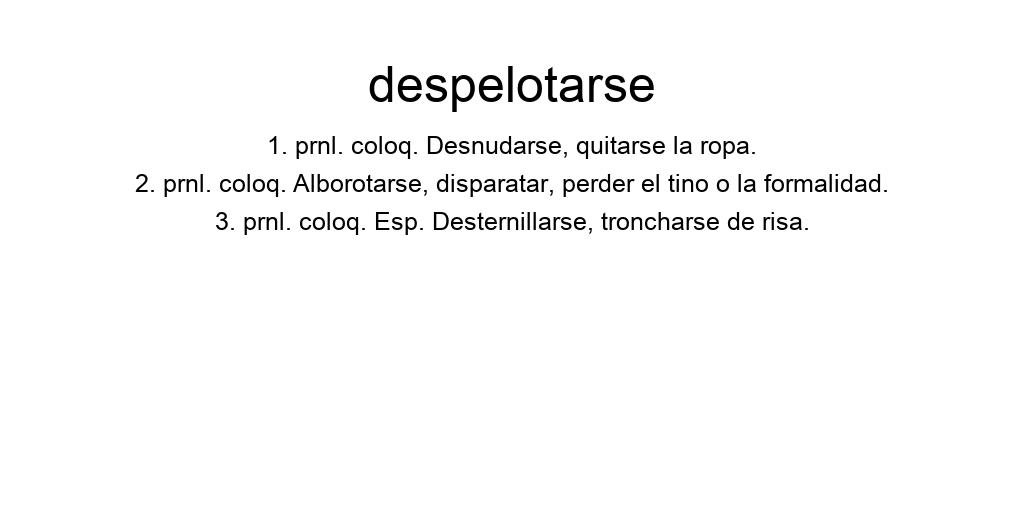 despelotarse
1. prnl. coloq. Desnudarse, quitarse la ropa.
2. prnl. coloq. Alborotarse, disparatar, perder el tino o la formalidad.
3. prnl. coloq. Esp. Desternillarse, troncharse de risa.